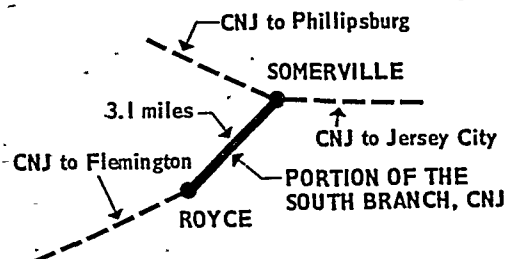 CNJ to Phillipsburg
SOMERVILLE
3.1 miles
CNJ to Jersey City
CNJ to Flemington
PORTION OF THE
SOUTH BRANCH, CNJ
ROYCE